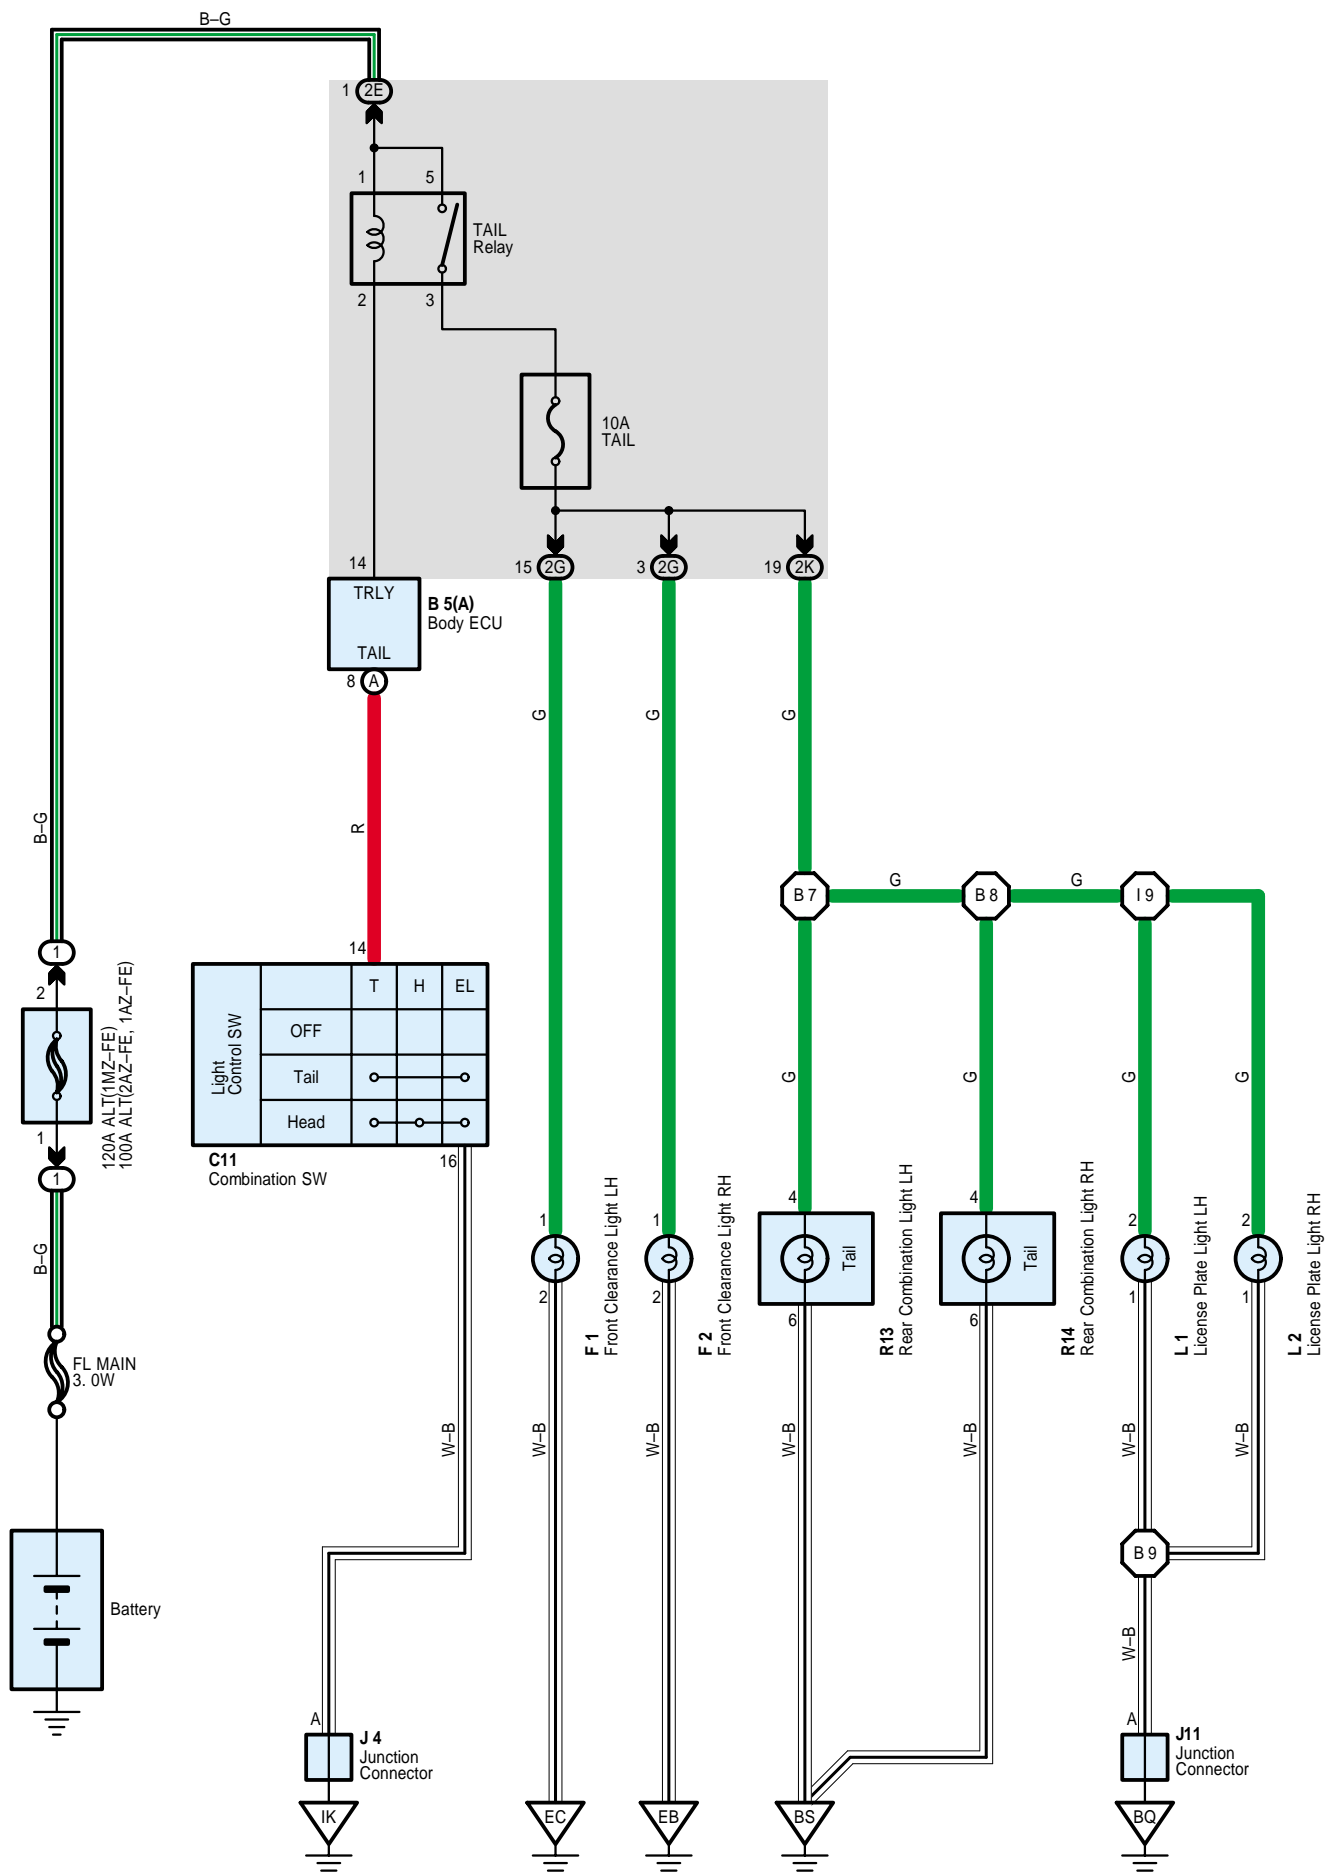 B–G
1 2E
1 5
TAIL
Relay
2 3
10A
TAIL
14
15 2G
3 2G
19 2K
TRLY
TAIL
B 5(A)
Body ECU
8 A
G
G
G
R
B–G
B 7
G
B 8
G
I 9
1
2
120A ALT(1MZ–FE)
100A ALT(2AZ–FE, 1AZ–FE)
1
1
14
Light
Control SW
T H EL
OFF
Tail
Head
C11
Combination SW
16
G
G
G
G
B–G
1
2
F 1
Front Clearance Light LH
1
2
F 2
Front Clearance Light RH
4
Tail
6
R13
Rear Combination Light LH
4
Tail
6
R14
Rear Combination Light RH
2
1
L 1
License Plate Light LH
2
1
L 2
License Plate Light RH
FL MAIN
3. 0W
W–B
W–B
W–B
W–B
W–B
W–B
W–B
B 9
Battery
W–B
A
J 4
Junction
Connector
A
J11
Junction
Connector
IK
EC
EB
BS
BQ